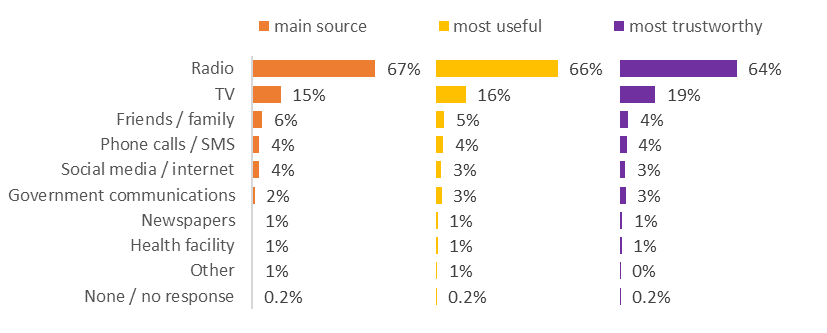 main source most useful most trustworthy
Radio 67% 66% 64%
TV 15% 16% 19%
Friends / family 6% 5% 4%
Phone calls / SMS 4% 4% 4%
Social media / internet 4% 3% 3%
Government communications 2% 3% 3%
Newspapers 1% 1% 1%
Health facility 1% 1% 1%
Other 1% 1% 0%
None / no response 0.2% 0.2% 0.2%